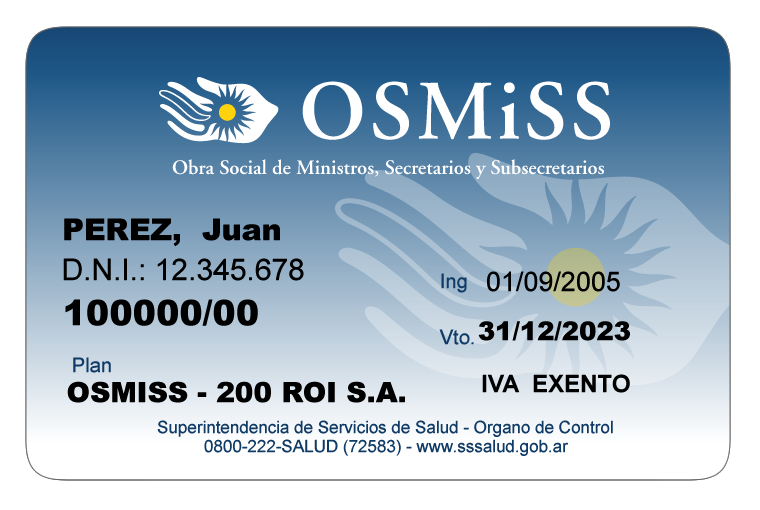 OSMiSS
Obra Social de Ministros, Secretarios y Subsecretarios
PEREZ, Juan
D.N.I.: 12.345.678
100000/00
Ing 01/09/2005
Vto. 31/12/2023
Plan
OSMISS - 200 ROI S.A.
IVA EXENTO
Superintendencia de Servicios de Salud - Organo de Control
0800-222-SALUD (72583) - www.sssalud.gob.ar